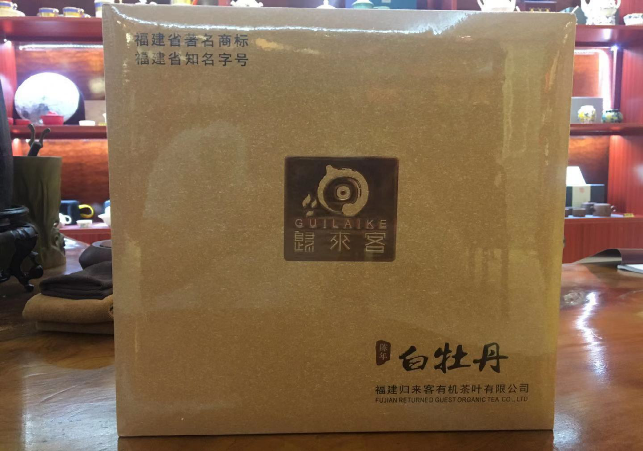 福建省著名商标
福建省知名字号
GUILAIKE
歸來客
陈年
白牡丹
福建归来客有机茶叶有限公司
FUJIAN RETURNED GUEST ORGANIC TEA CO., LTD